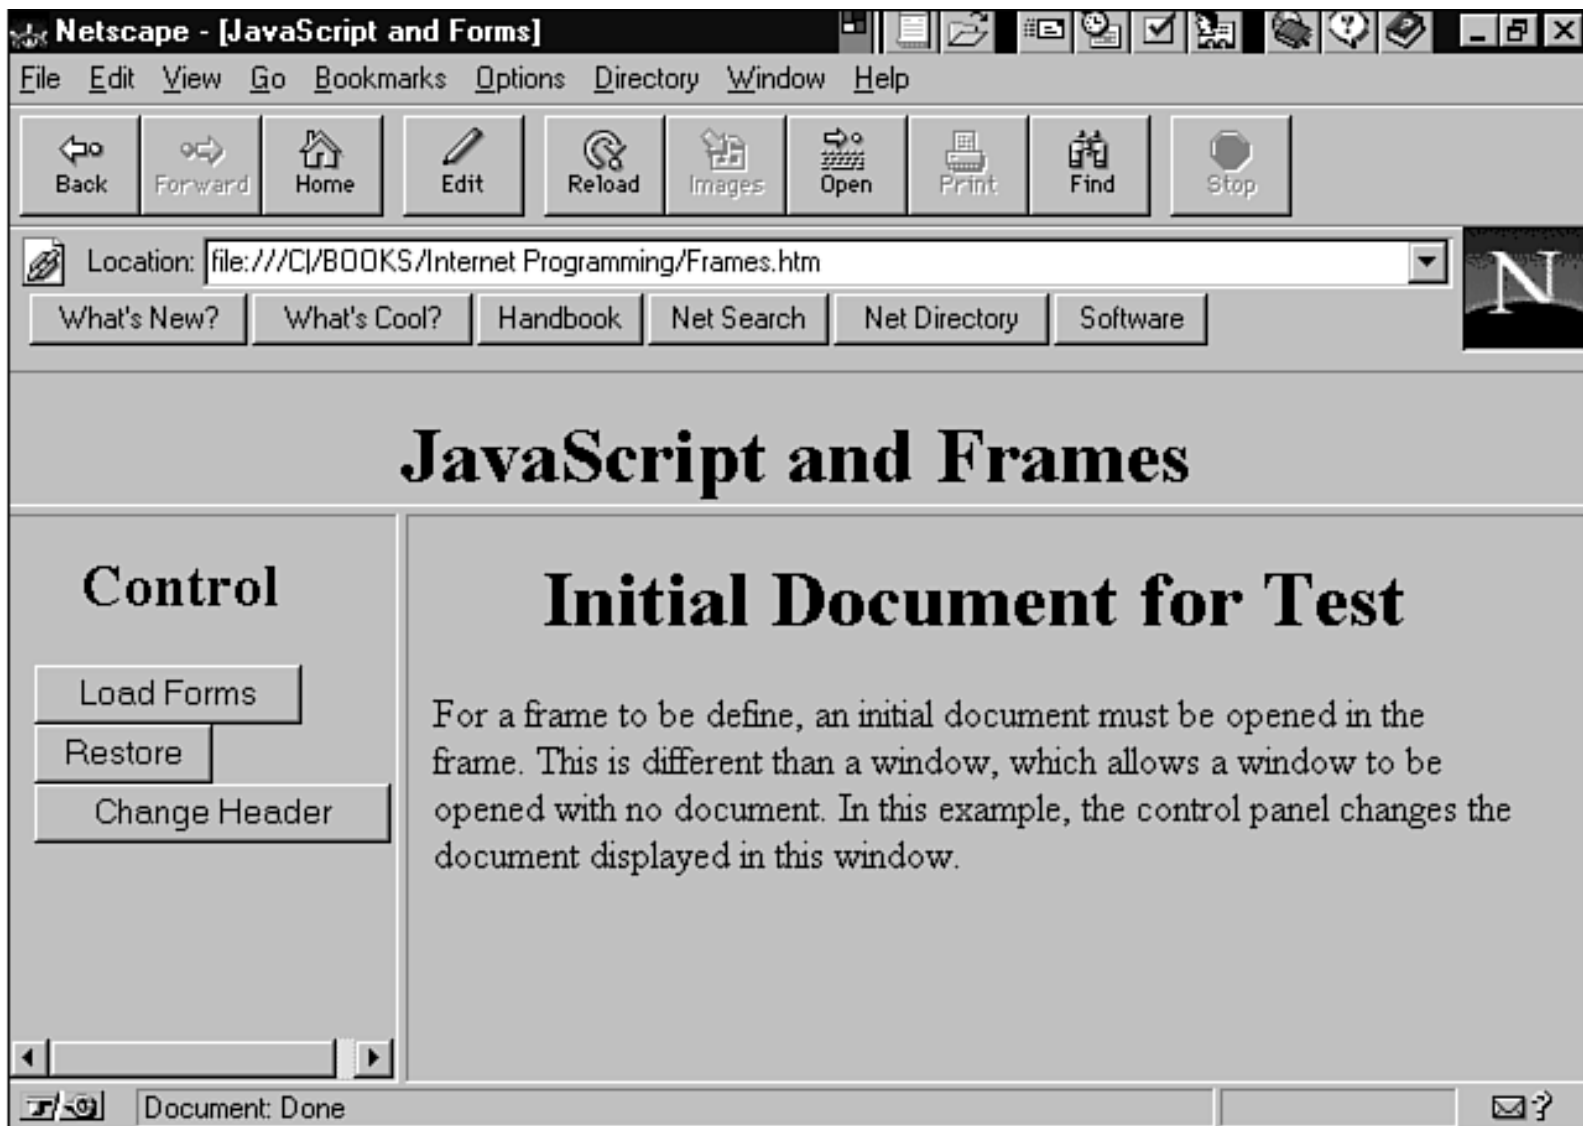 Netscape - [JavaScript and Forms]
File Edit View Go Bookmarks Options Directory Window Help
Back Forward Home Edit Reload Images Open Print Find Stop
Location: file:///C|/BOOKS/Internet Programming/Frames.htm
N
What's New? What's Cool? Handbook Net Search Net Directory Software
JavaScript and Frames
Control
Load Forms
Restore
Change Header
Initial Document for Test
For a frame to be define, an initial document must be opened in the
frame. This is different than a window, which allows a window to be
opened with no document. In this example, the control panel changes the
document displayed in this window.
Document: Done